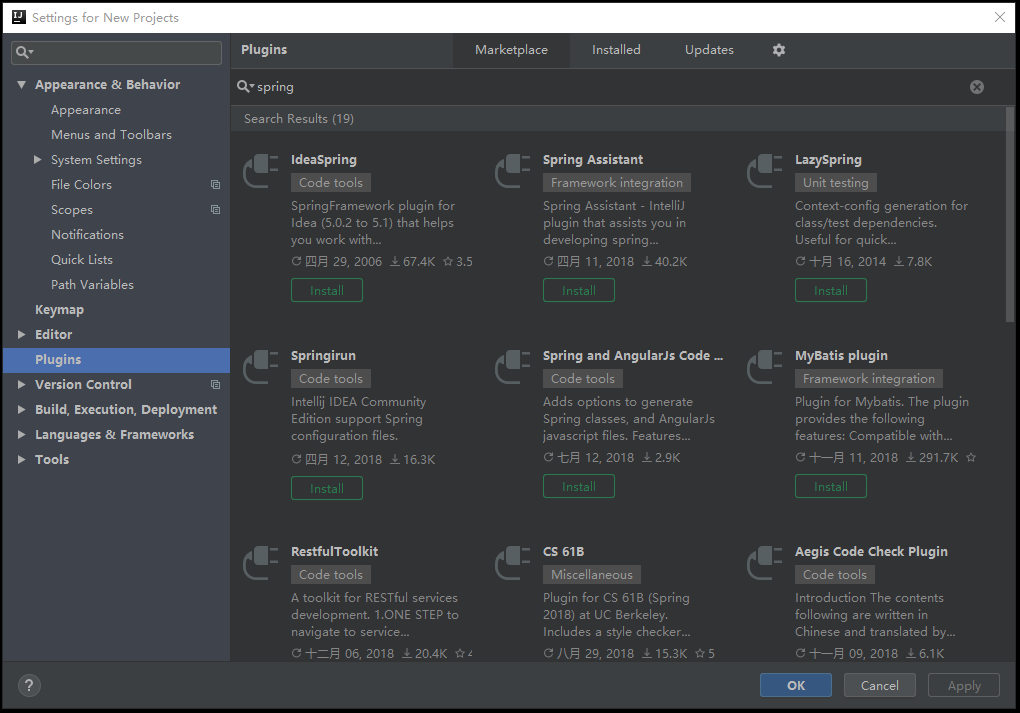 Settings for New Projects
Appearance & Behavior
Appearance
Menus and Toolbars
System Settings
File Colors
Scopes
Notifications
Quick Lists
Path Variables
Keymap
Editor
Plugins
Version Control
Build, Execution, Deployment
Languages & Frameworks
Tools
Plugins
Marketplace
Installed
Updates
spring
Search Results (19)
IdeaSpring
Code tools
SpringFramework plugin for
Idea (5.0.2 to 5.1) that helps
you work with...
四月 29, 2006 67.4K 3.5
Install
Spring Assistant
Framework integration
Spring Assistant - IntelliJ
plugin that assists you in
developing spring...
四月 11, 2018 40.2K
Install
LazySpring
Unit testing
Context-config generation for
class/test dependencies.
Useful for quick...
十月 16, 2014 7.8K
Install
Springirun
Code tools
Intellij IDEA Community
Edition support Spring
configuration files.
四月 12, 2018 16.3K
Install
Spring and AngularJs Code ...
Code tools
Adds options to generate
Spring classes, and AngularJs
javascript files. Features...
七月 12, 2018 2.9K
Install
MyBatis plugin
Framework integration
Plugin for Mybatis. The plugin
provides the following
features: Compatible with...
十一月 11, 2018 291.7K
Install
RestfulToolkit
Code tools
A toolkit for RESTful services
development. 1.ONE STEP to
navigate to service...
十二月 06, 2018 20.4K
CS 61B
Miscellaneous
Plugin for CS 61B (Spring
2018) at UC Berkeley.
Includes a style checker...
八月 29, 2018 15.3K 5
Aegis Code Check Plugin
Code tools
Introduction The contents
following are written in
Chinese and translated by...
十一月 09, 2018 6.1K
?
OK
Cancel
Apply